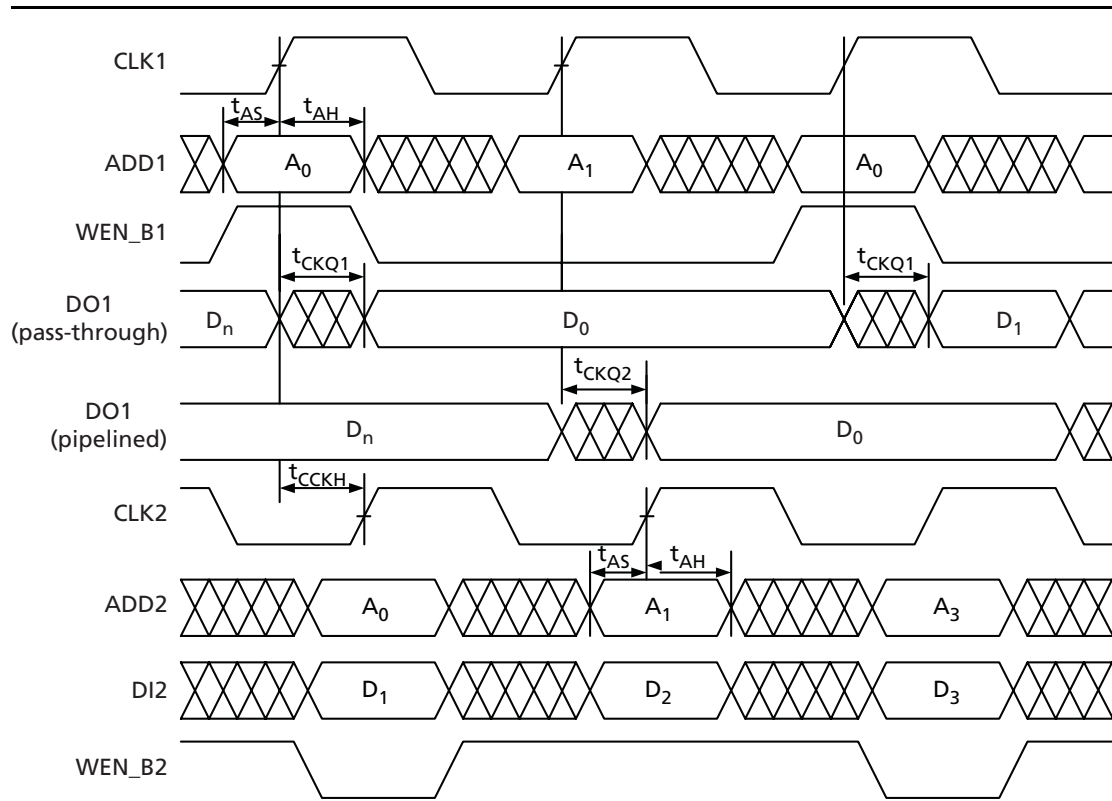 CLK1
t_AS t_AH
ADD1 A_0 A_1 A_0
WEN_B1
t_CKQ1 t_CKQ1
DO1
(pass-through) D_n D_0 D_1
t_CKQ2
DO1
(pipelined) D_n D_0
t_CCKH
CLK2
t_AS t_AH
ADD2 A_0 A_1 A_3
DI2 D_1 D_2 D_3
WEN_B2